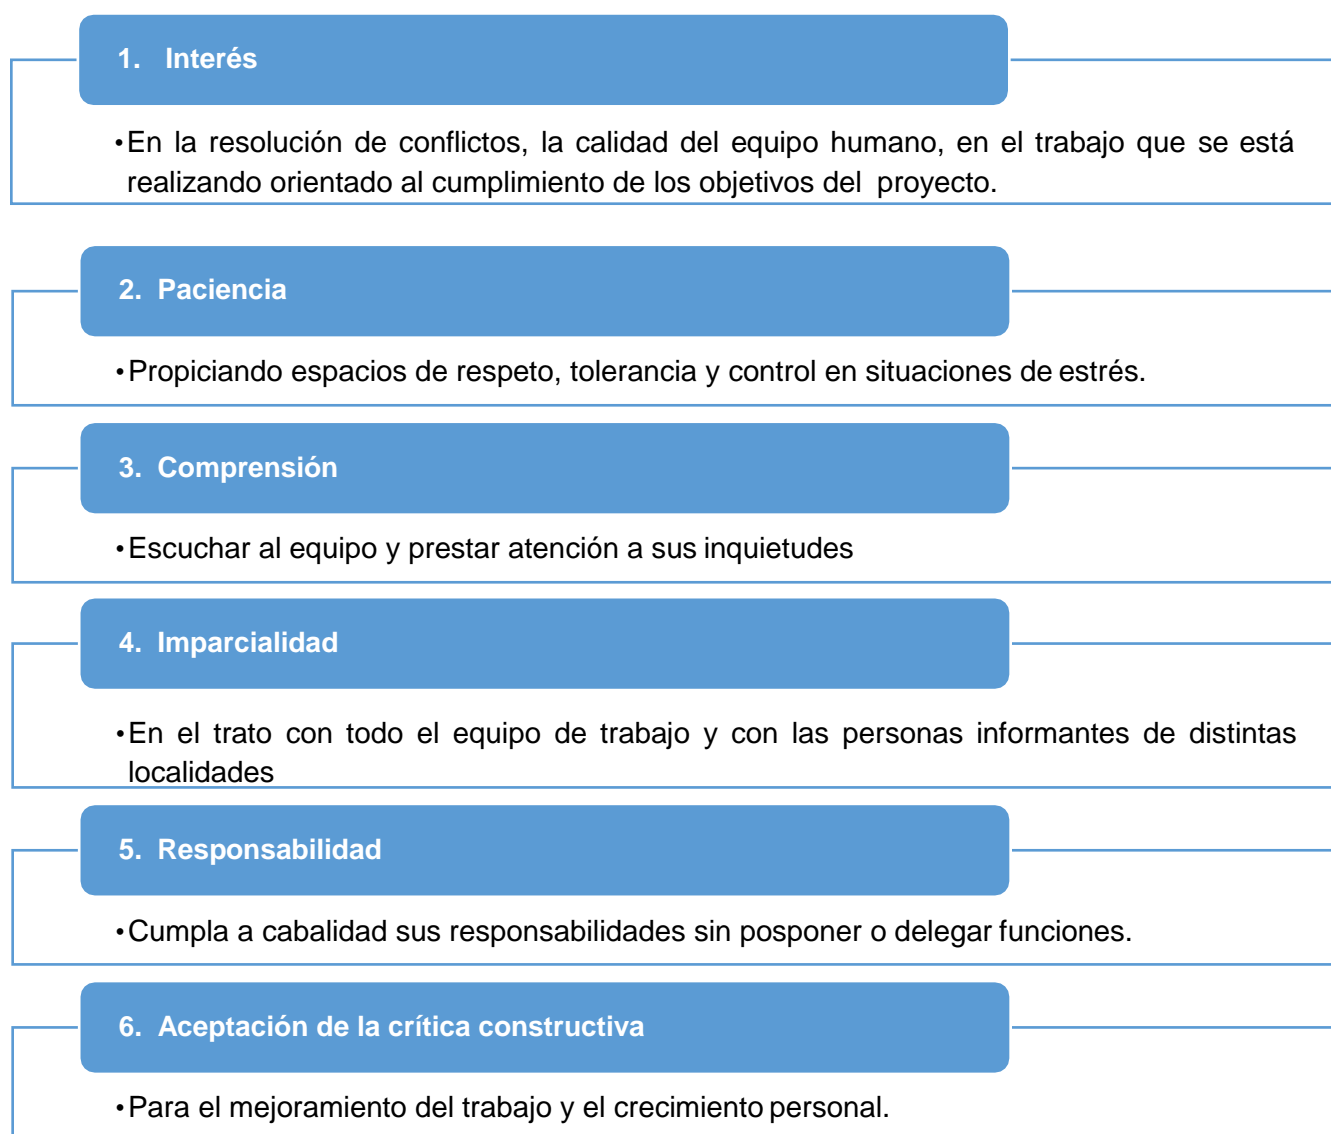 1. Interés
•En la resolución de conflictos, la calidad del equipo humano, en el trabajo que se está
realizando orientado al cumplimiento de los objetivos del proyecto.
2. Paciencia
•Propiciando espacios de respeto, tolerancia y control en situaciones de estrés.
3. Comprensión
•Escuchar al equipo y prestar atención a sus inquietudes
4. Imparcialidad
•En el trato con todo el equipo de trabajo y con las personas informantes de distintas
localidades
5. Responsabilidad
•Cumpla a cabalidad sus responsabilidades sin posponer o delegar funciones.
6. Aceptación de la crítica constructiva
•Para el mejoramiento del trabajo y el crecimiento personal.